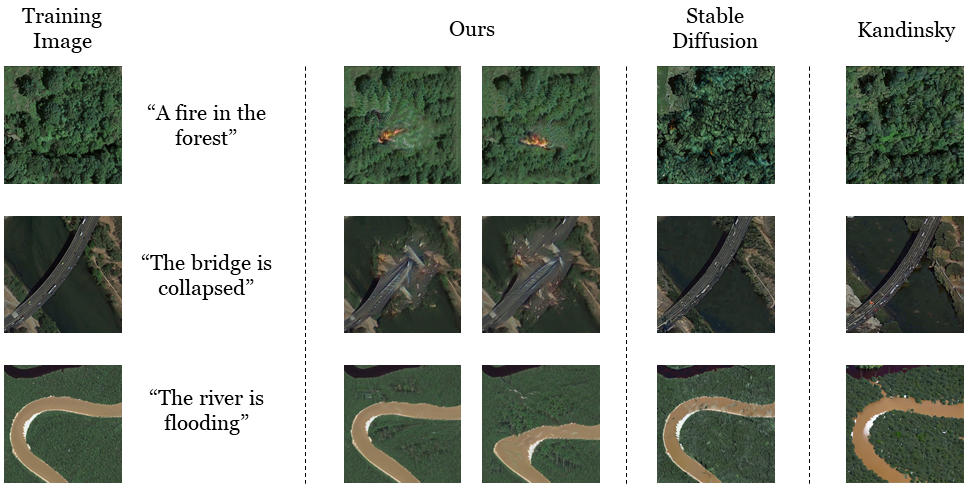 Training
Image
Ours
Stable
Diffusion
Kandinsky
“A fire in the
forest”
“The bridge is
collapsed”
“The river is
flooding”